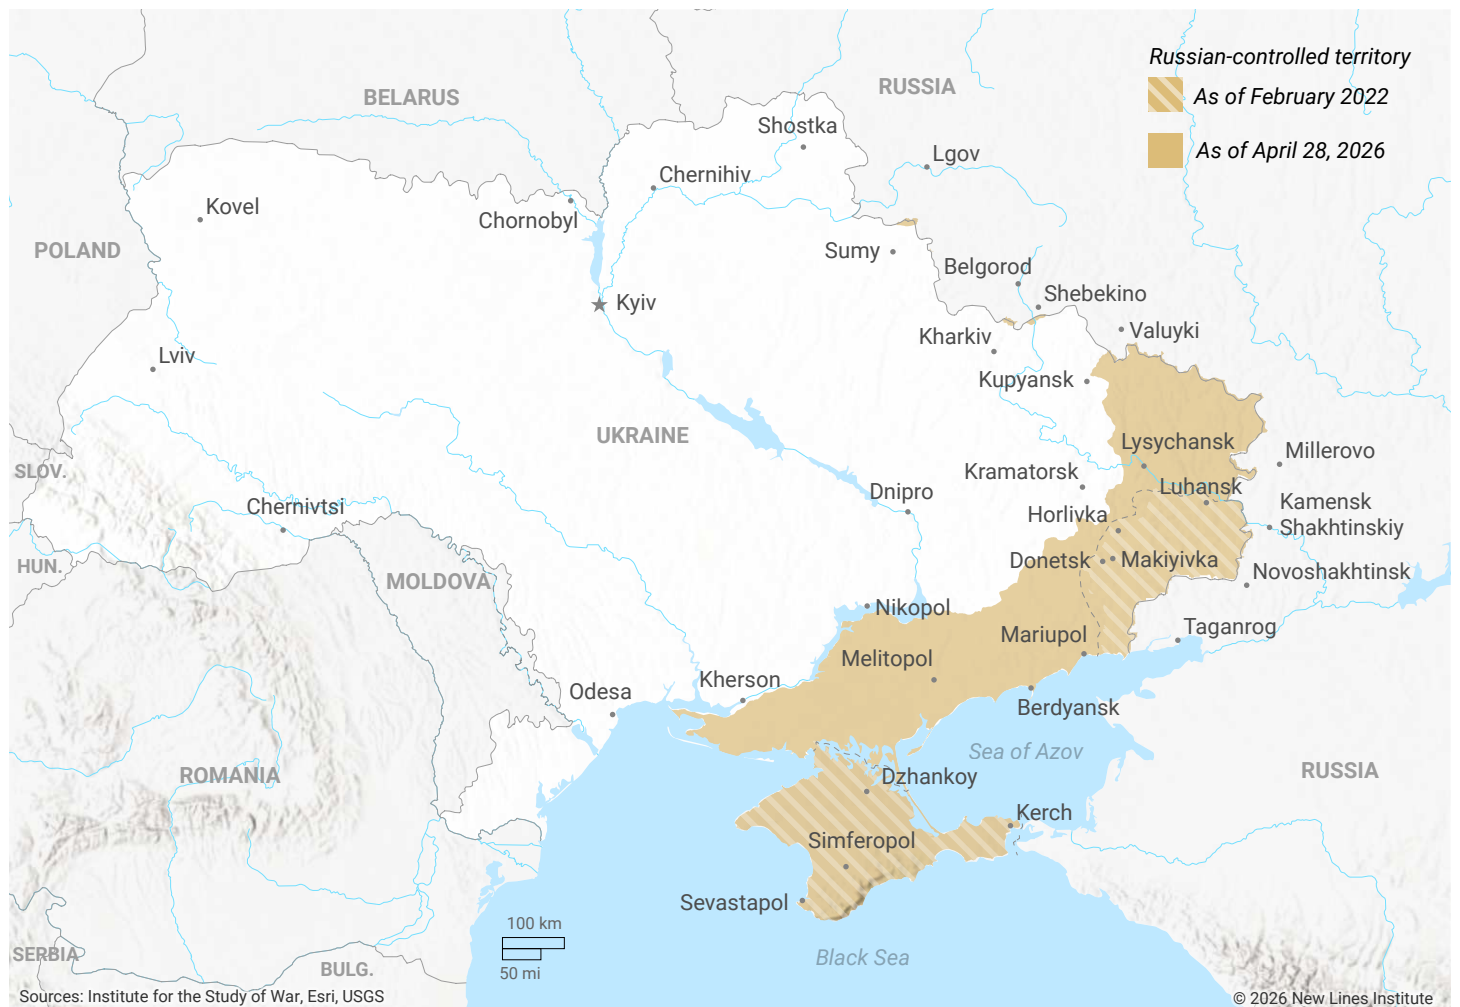 Russian-controlled territory
As of February 2022
As of April 28, 2026
BELARUS
RUSSIA
Shostka
Lgov
Chernihiv
Kovel
Chornobyl
POLAND
Sumy
Belgorod
Shebekino
Kyiv
Kharkiv
Valuyki
Lviv
Kupyansk
UKRAINE
Lysychansk
Millerovo
SLOV.
Kramatorsk
Luhansk
Dnipro
Kamensk
Shakhtinskiy
Chernivtsi
Horlivka
HUN.
MOLDOVA
Donetsk
Makiyivka
Novoshakhtinsk
Nikopol
Mariupol
Taganrog
Melitopol
Kherson
Odesa
Berdyansk
Sea of Azov
ROMANIA
Dzhankoy
RUSSIA
Kerch
Simferopol
Sevastapol
100 km
50 mi
SERBIA
BULG.
Black Sea
Sources: Institute for the Study of War, Esri, USGS
© 2026 New Lines Institute